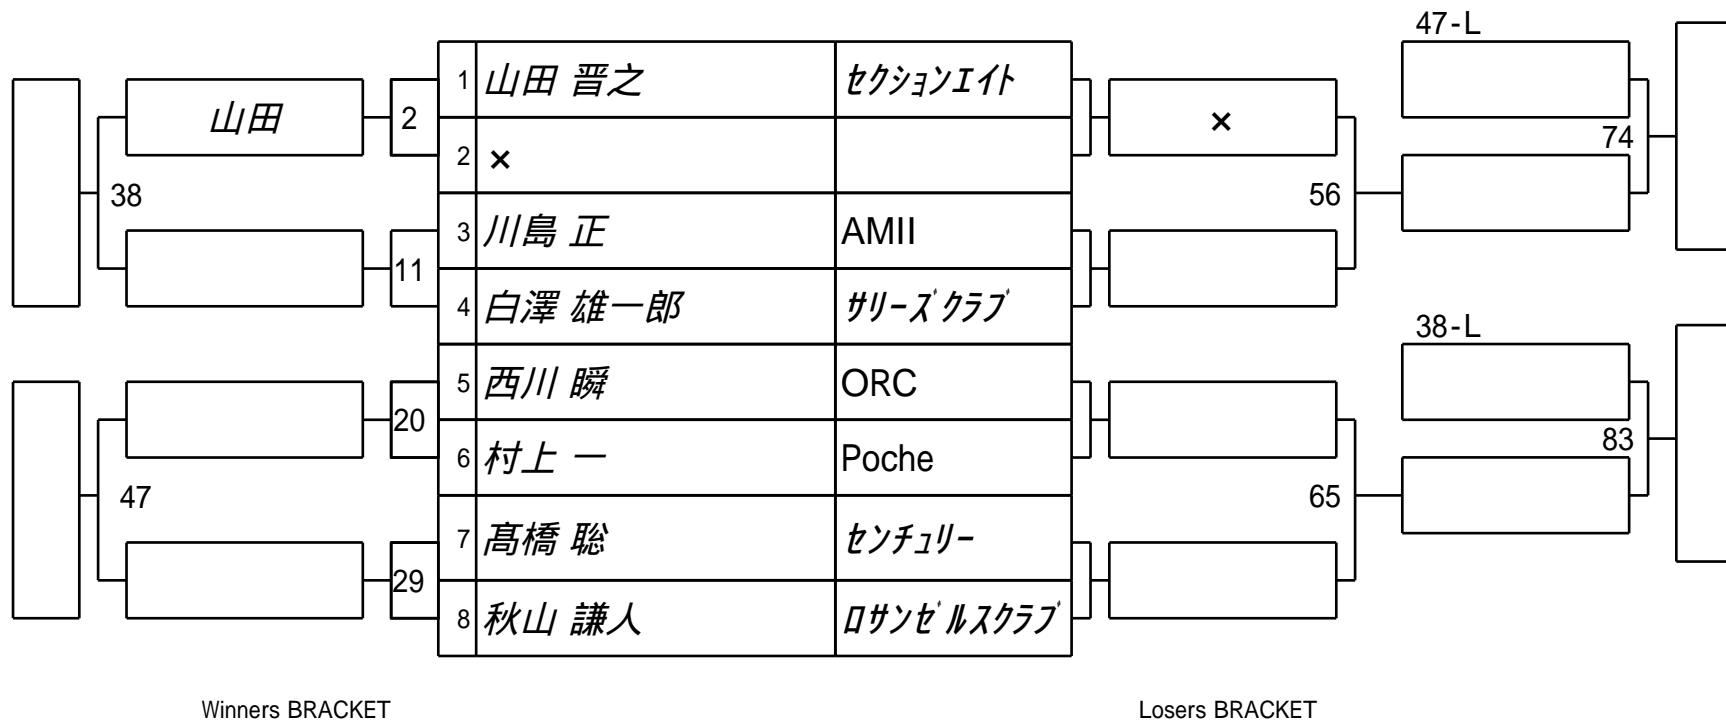 47-L
山田
2
1 山田 晋之 ｾｸｼｮﾝｴｲﾄ
×
74
2 ×
38
56
3 川島 正 AMII
11
4 白澤 雄一郎 ｻﾘｰｽﾞｸﾗﾌﾞ
38-L
5 西川 瞬 ORC
20
83
6 村上 一 Poche
47
65
7 髙橋 聡 ｾﾝﾁｭﾘｰ
29
8 秋山 謙人 ﾛｻﾝｾﾞﾙｽｸﾗﾌﾞ
Winners BRACKET
Losers BRACKET